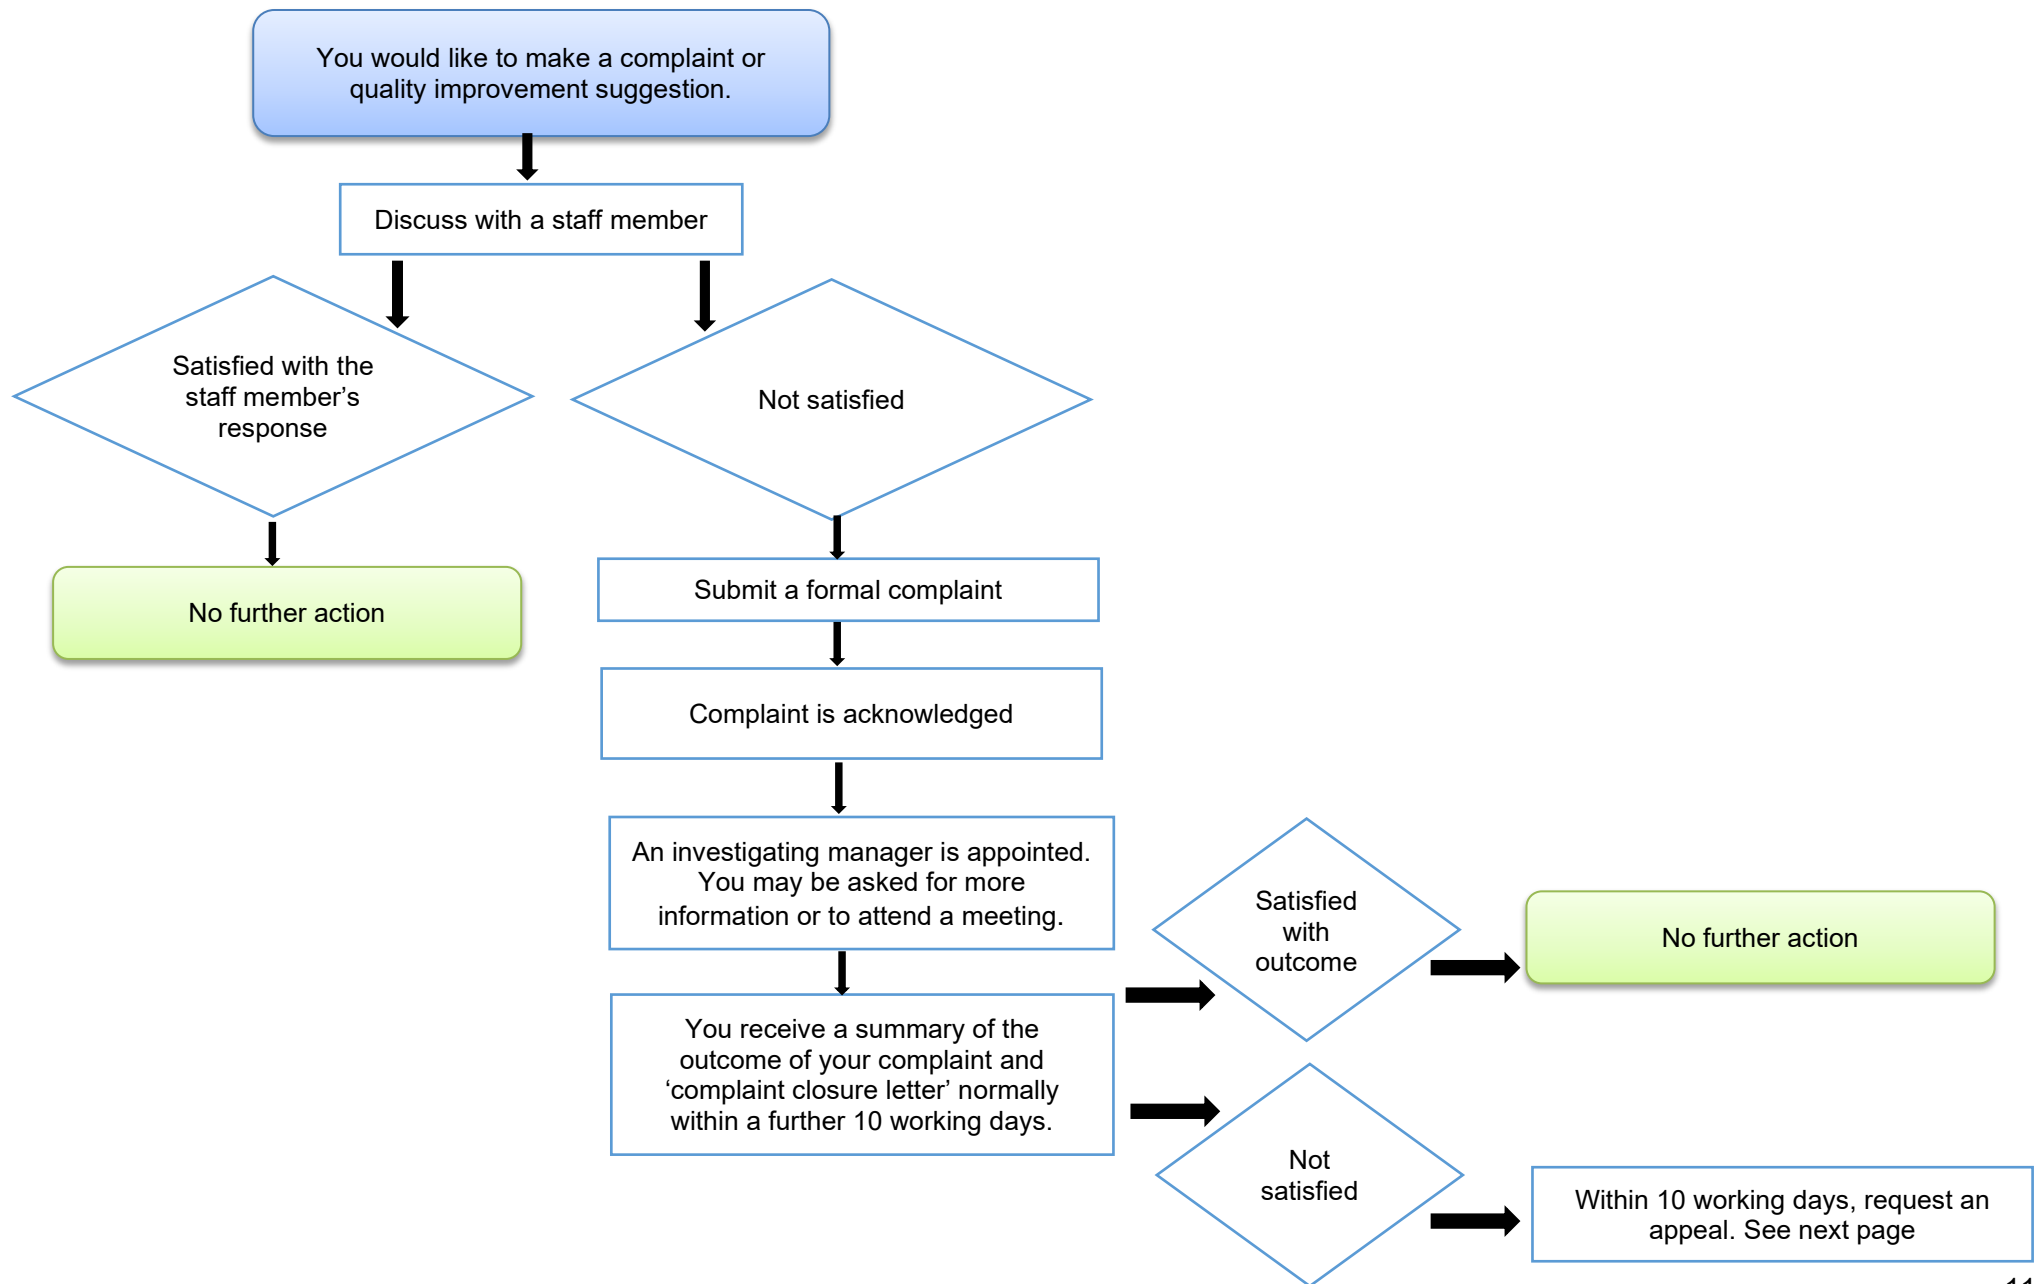 You would like to make a complaint or
quality improvement suggestion.
Discuss with a staff member
Satisfied with the
staff member’s
response
Not satisfied
No further action
Submit a formal complaint
Complaint is acknowledged
An investigating manager is appointed.
You may be asked for more
information or to attend a meeting.
Satisfied
with
outcome
No further action
You receive a summary of the
outcome of your complaint and
‘complaint closure letter’ normally
within a further 10 working days.
Not
satisfied
Within 10 working days, request an
appeal. See next page